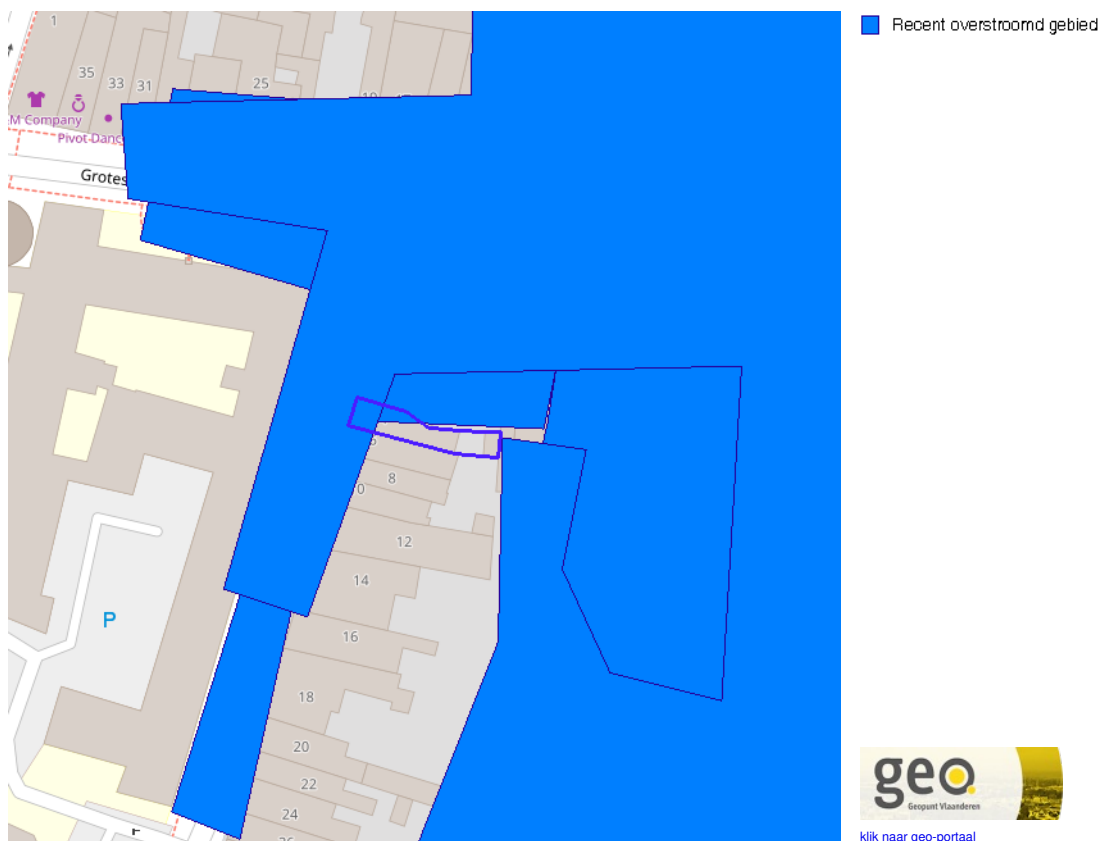 1
35
33
31
25
M Company
Pivot-Danc
Grotes
8
0
12
14
P
16
18
20
22
24
Recent overstroomd gebied
geo
Geopunt Vlaanderen
klik naar geo-portaal